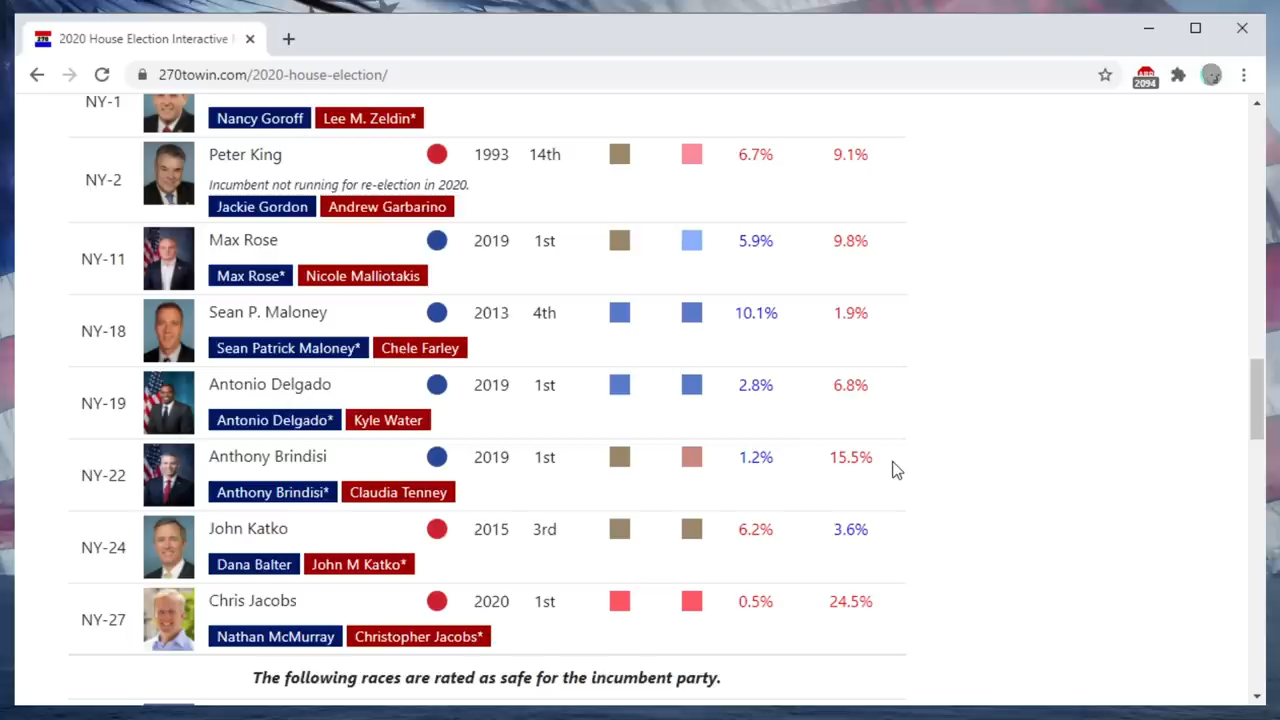 270
2020 House Election Interactive
270towin.com/2020-house-election/
ABP
2094
NY-1
Nancy Goroff Lee M. Zeldin*
NY-2
Peter King 1993 14th 6.7% 9.1%
Incumbent not running for re-election in 2020.
Jackie Gordon Andrew Garbarino
NY-11
Max Rose 2019 1st 5.9% 9.8%
Max Rose* Nicole Malliotakis
NY-18
Sean P. Maloney 2013 4th 10.1% 1.9%
Sean Patrick Maloney* Chele Farley
NY-19
Antonio Delgado 2019 1st 2.8% 6.8%
Antonio Delgado* Kyle Water
NY-22
Anthony Brindisi 2019 1st 1.2% 15.5%
Anthony Brindisi* Claudia Tenney
NY-24
John Katko 2015 3rd 6.2% 3.6%
Dana Balter John M Katko*
NY-27
Chris Jacobs 2020 1st 0.5% 24.5%
Nathan McMurray Christopher Jacobs*
The following races are rated as safe for the incumbent party.